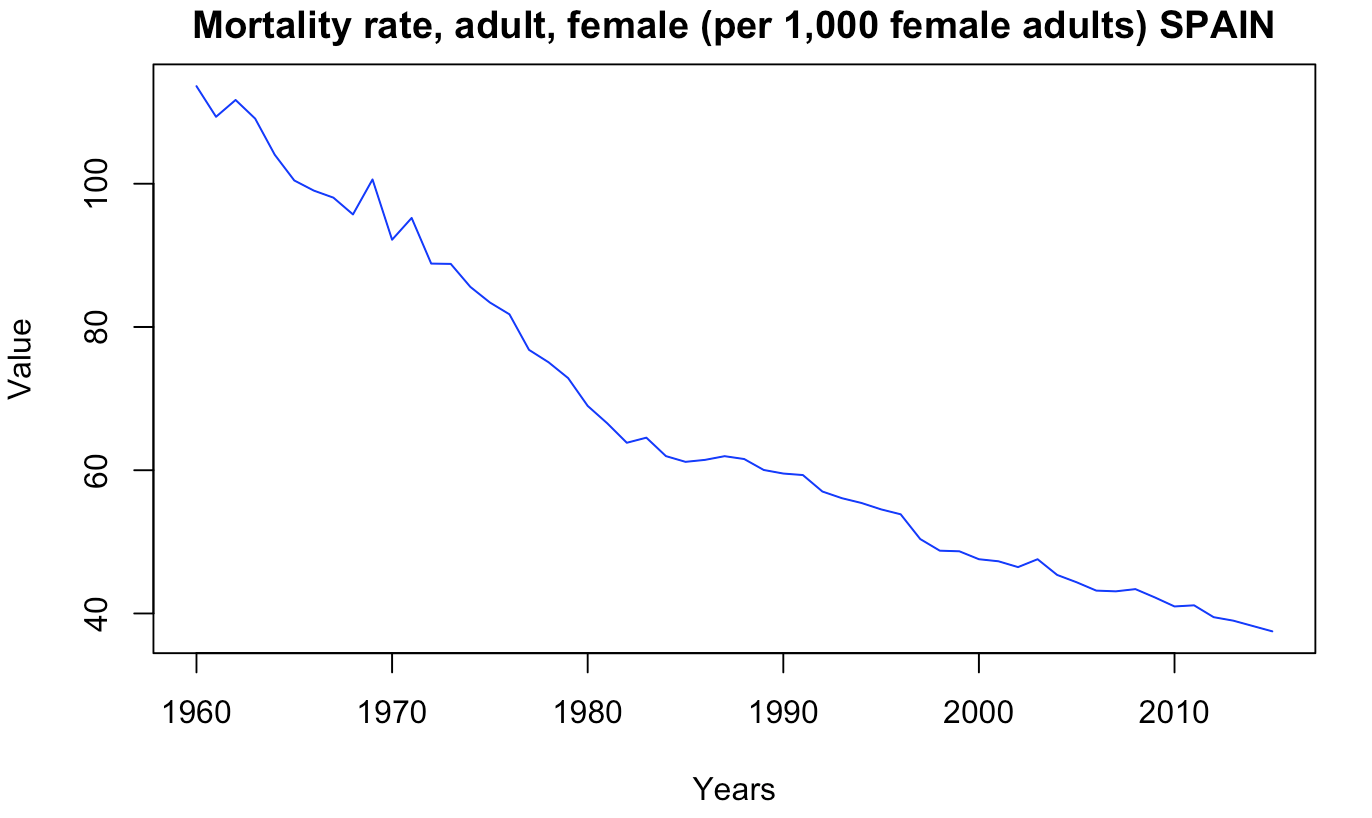 Mortality rate, adult, female (per 1,000 female adults) SPAIN
Value
100
80
60
40
1960 1970 1980 1990 2000 2010
Years